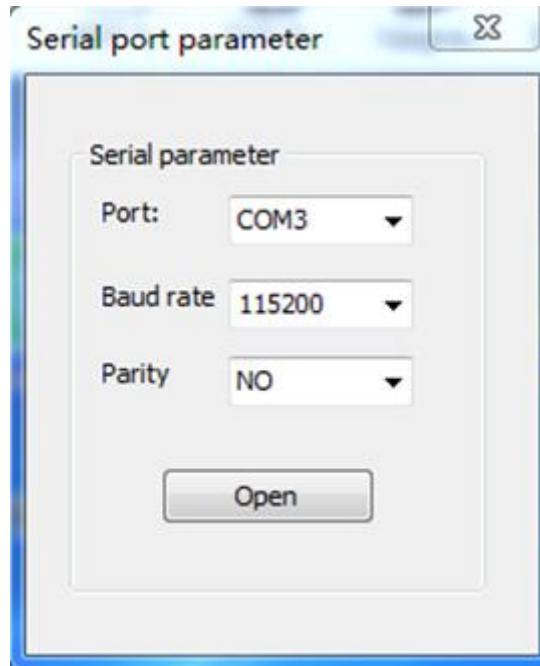 Serial port parameter
Serial parameter
Port: COM3
Baud rate 115200
Parity NO
Open